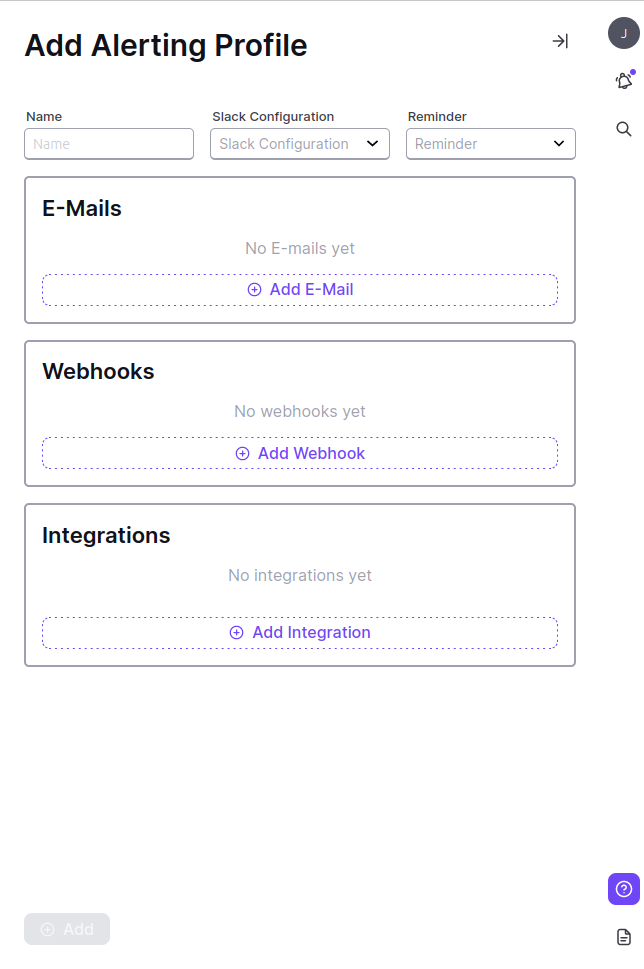 Add Alerting Profile
J
Name
Slack Configuration
Reminder
Name
Slack Configuration
Reminder
E-Mails
No E-mails yet
Add E-Mail
Webhooks
No webhooks yet
Add Webhook
Integrations
No integrations yet
Add Integration
Add